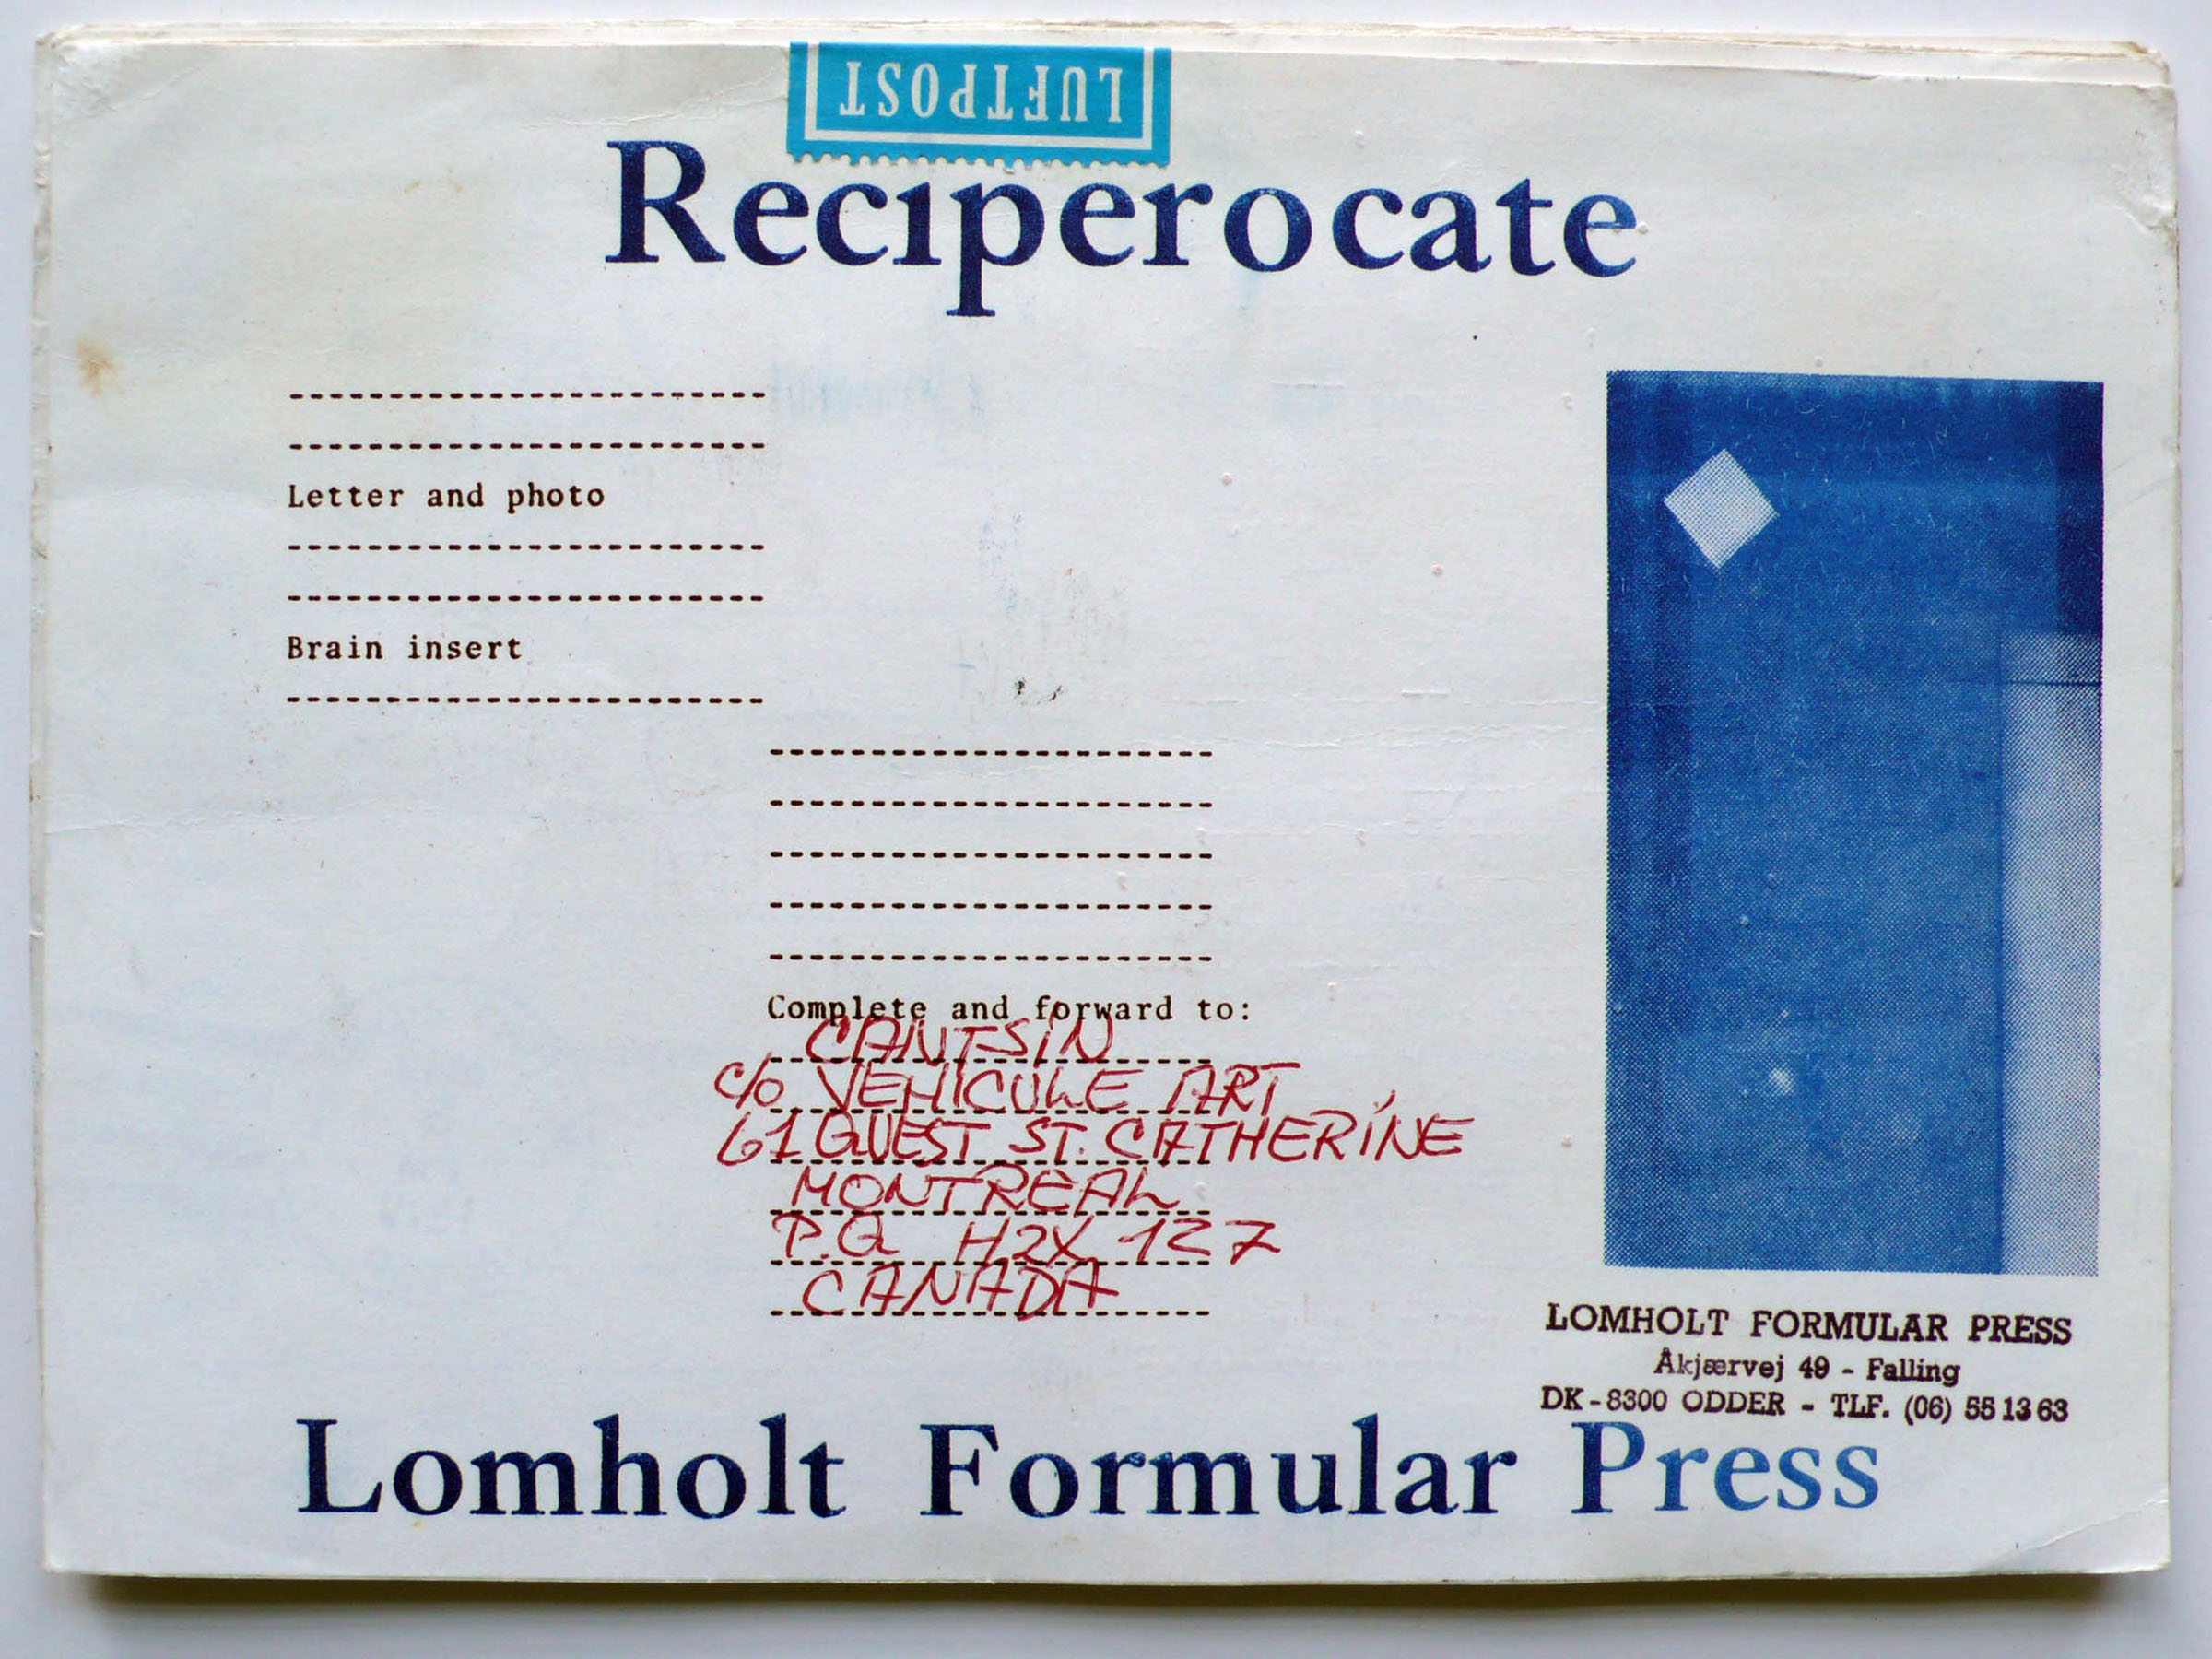 LUFTPOST
Reciperocate
------------------------
------------------------
Letter and photo
------------------------
------------------------
Brain insert
------------------------
----------------------
----------------------
----------------------
----------------------
----------------------
Complete and forward to:
CANTSIN
c/o VEHICULE ART
61 OUEST ST. CATHERINE
MONTREAL
P.Q H2X 1Z7
CANADA
LOMHOLT FORMULAR PRESS
Åkjærvej 49 - Falling
DK-8300 ODDER - TLF. (06) 55 13 63
Lomholt Formular Press